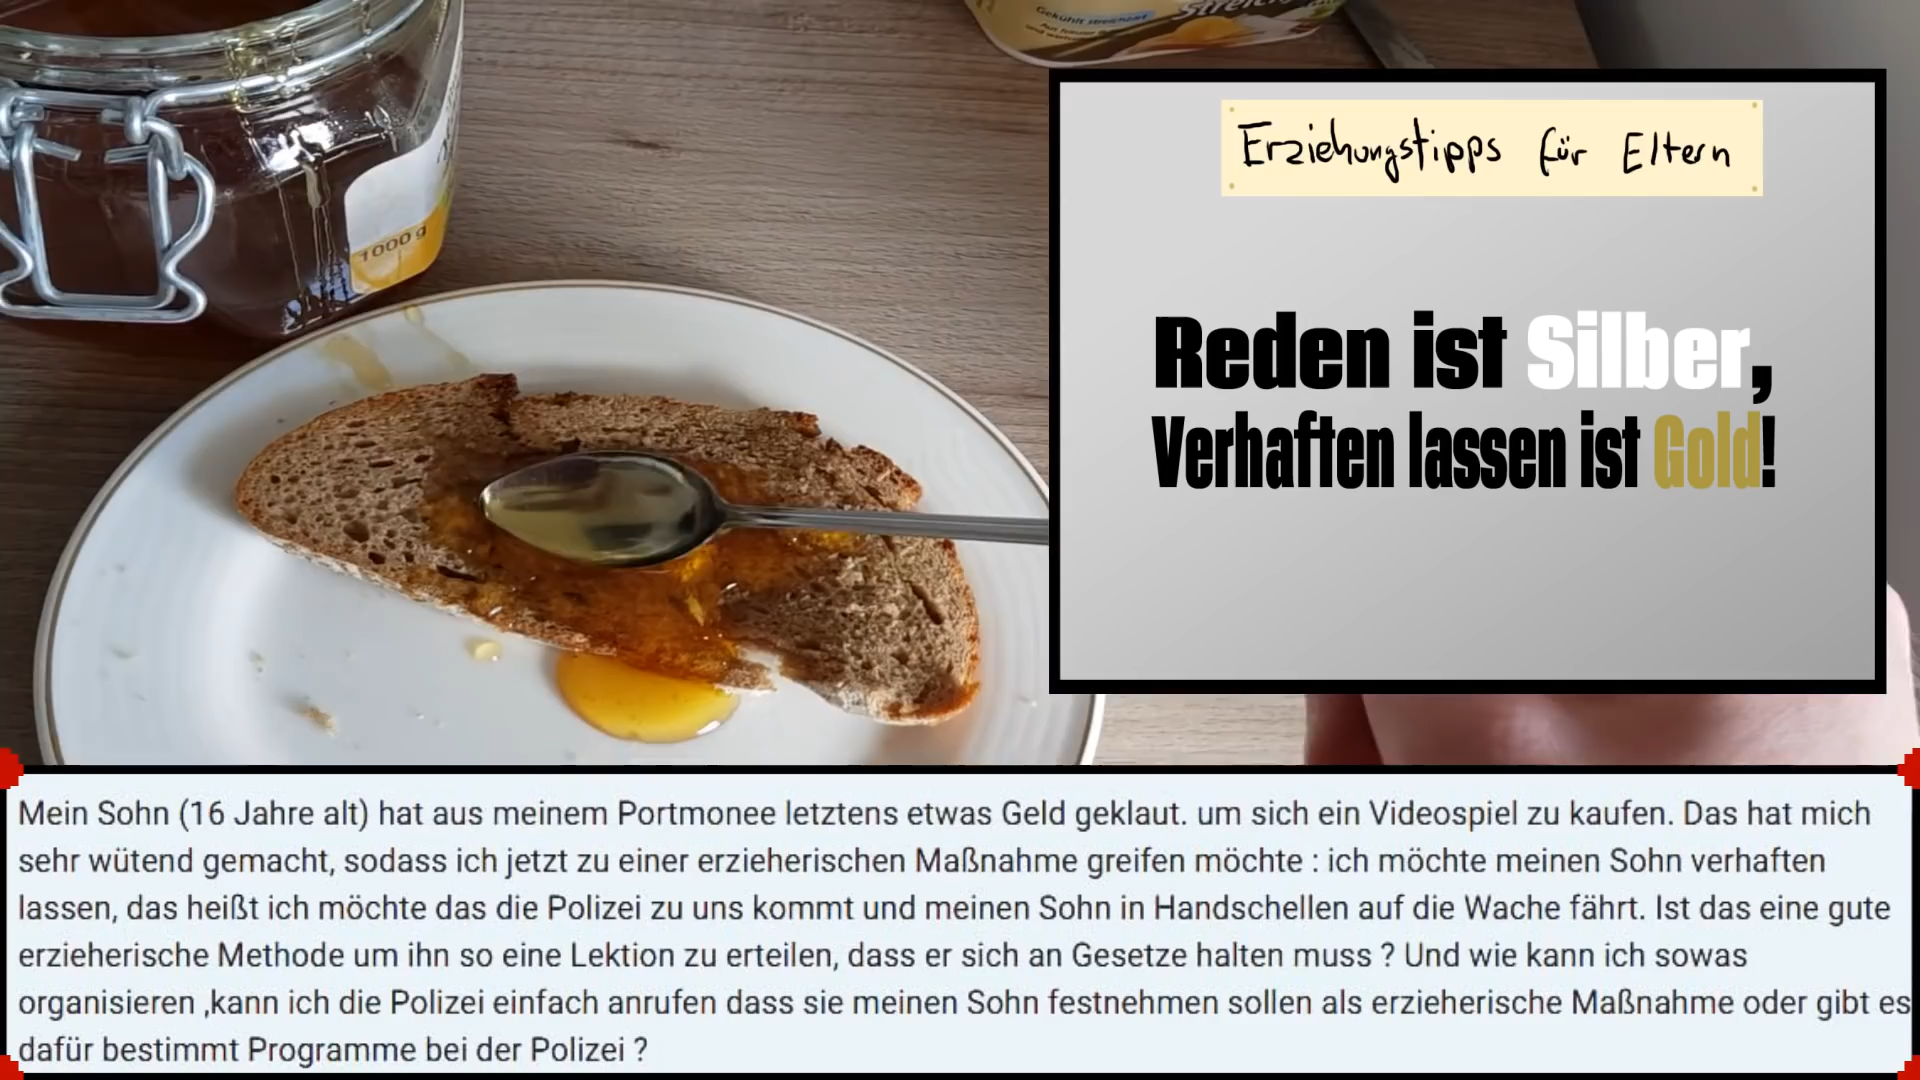 Gekühlt streichzart
1000 g
Erziehungstipps für Eltern
Reden ist Silber,
Verhaften lassen ist Gold!
Mein Sohn (16 Jahre alt) hat aus meinem Portmonee letztens etwas Geld geklaut. um sich ein Videospiel zu kaufen. Das hat mich
sehr wütend gemacht, sodass ich jetzt zu einer erzieherischen Maßnahme greifen möchte : ich möchte meinen Sohn verhaften
lassen, das heißt ich möchte das die Polizei zu uns kommt und meinen Sohn in Handschellen auf die Wache fährt. Ist das eine gute
erzieherische Methode um ihn so eine Lektion zu erteilen, dass er sich an Gesetze halten muss ? Und wie kann ich sowas
organisieren ,kann ich die Polizei einfach anrufen dass sie meinen Sohn festnehmen sollen als erzieherische Maßnahme oder gibt es
dafür bestimmt Programme bei der Polizei ?